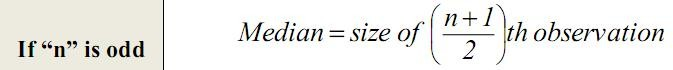 If “n” is odd
Median = size of ( (n + 1) / 2 ) th observation